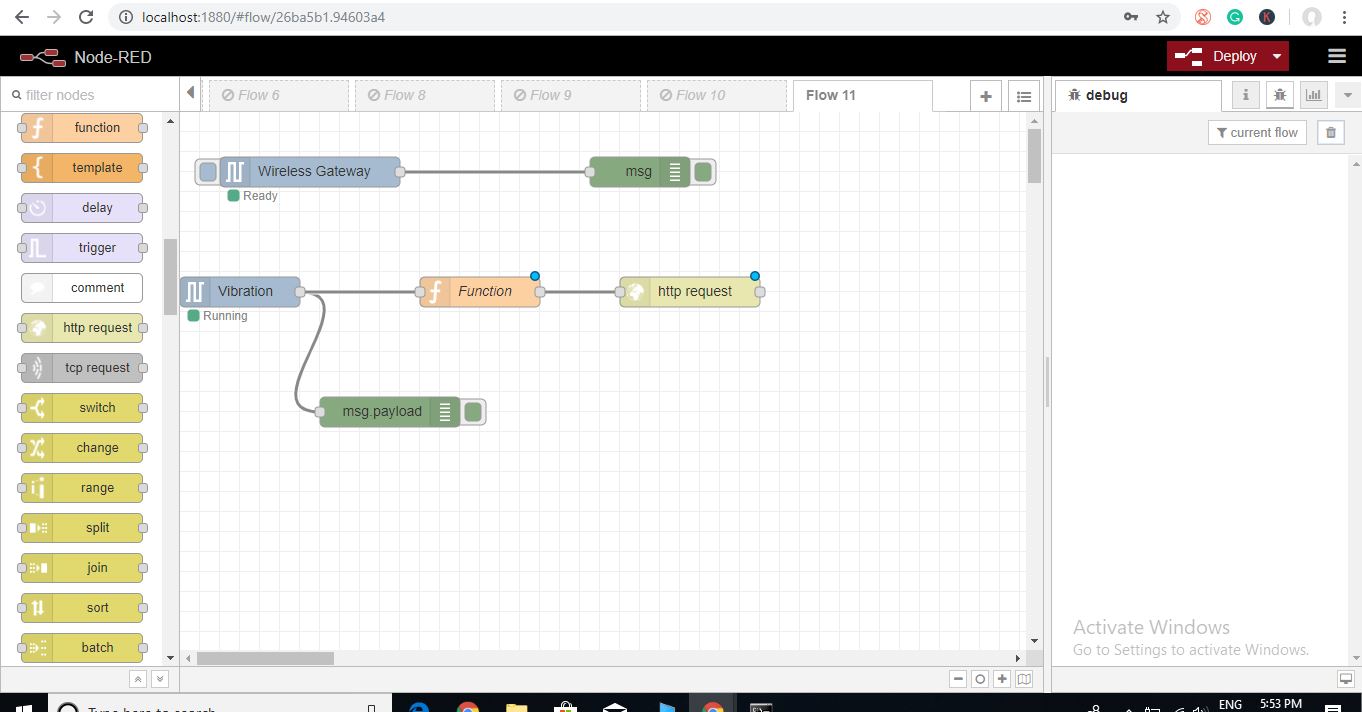 localhost:1880/#flow/26ba5b1.94603a4
K
Node-RED
Deploy
filter nodes
Flow 6
Flow 8
Flow 9
Flow 10
Flow 11
debug
current flow
function
template
delay
trigger
comment
http request
tcp request
switch
change
range
split
join
sort
batch
Wireless Gateway
Ready
msg
Vibration
Running
Function
http request
msg.payload
Activate Windows
Go to Settings to activate Windows.
Type here to search
ENG
5:53 PM